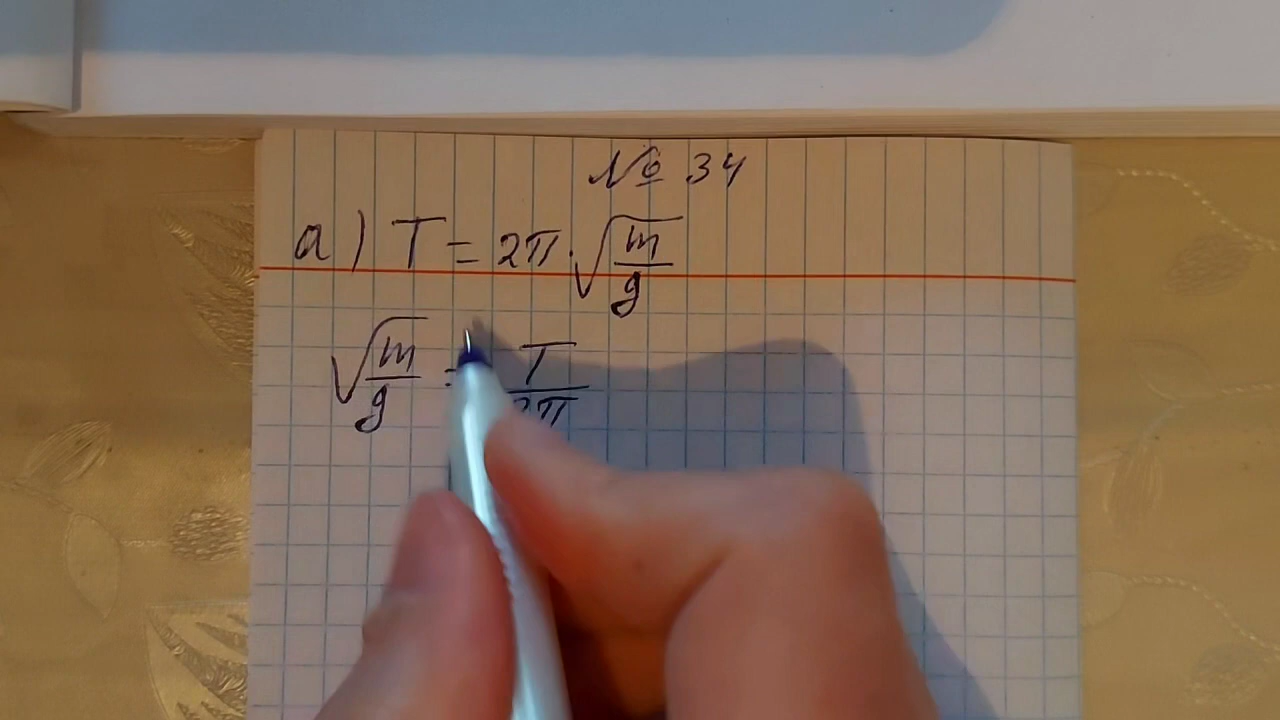 № 34
а) T = 2π · √(m/g)
√(m/g) = T/2π